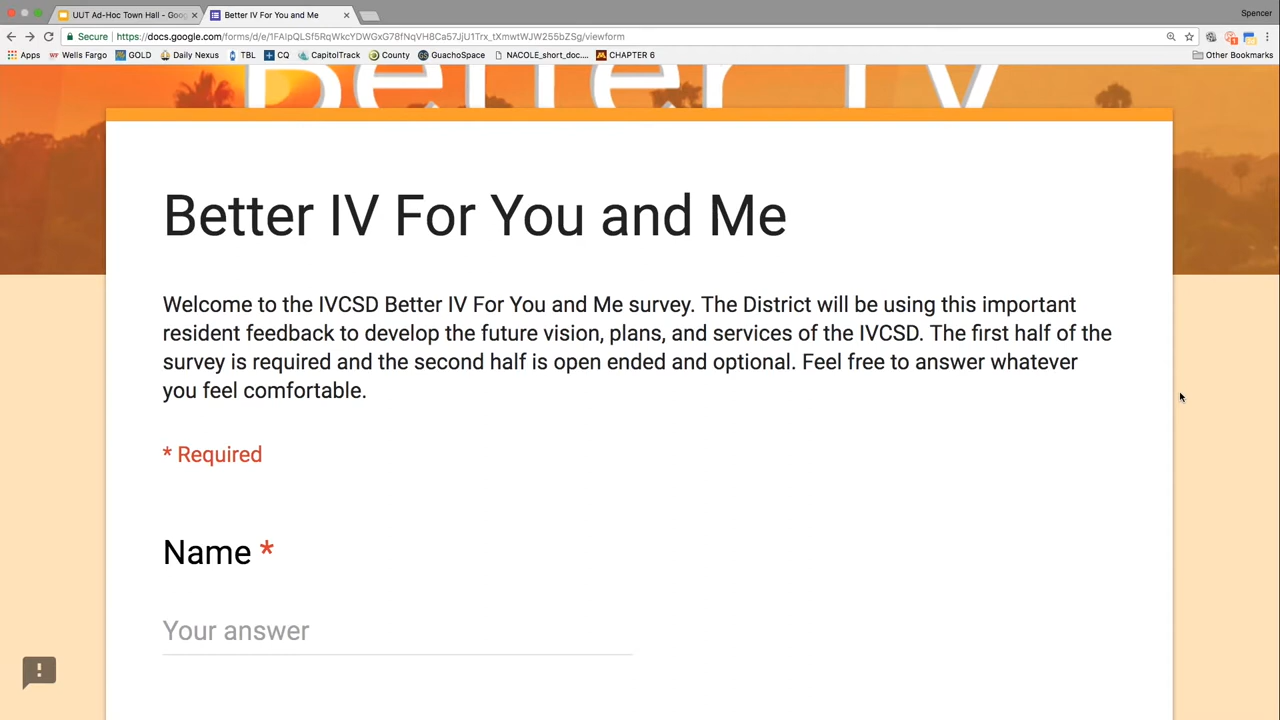 UUT Ad-Hoc Town Hall - Goo
Better IV For You and Me
Spencer
Secure https://docs.google.com/forms/d/e/1FAIpQLSf5RqWkcYDWGxG78fNqVH8Ca57JjU1Trx_tXmwtWJW255bZSg/viewform
Apps Wells Fargo GOLD Daily Nexus TBL CQ CapitolTrack County GuachoSpace NACOLE_short_doc.... CHAPTER 6 Other Bookmarks
Better IV
Better IV For You and Me
Welcome to the IVCSD Better IV For You and Me survey. The District will be using this important
resident feedback to develop the future vision, plans, and services of the IVCSD. The first half of the
survey is required and the second half is open ended and optional. Feel free to answer whatever
you feel comfortable.
* Required
Name *
Your answer